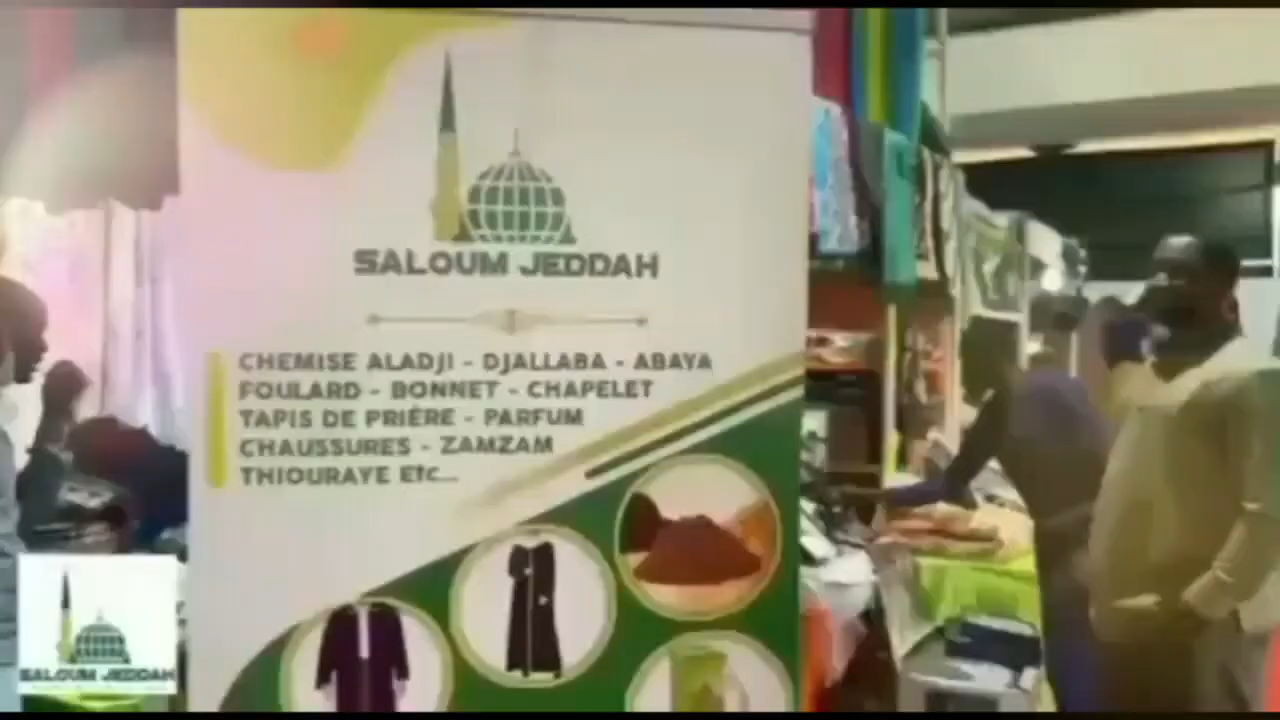 SALOUM JEDDAH
CHEMISE ALADJI - DJALLABA - ABAYA
FOULARD - BONNET - CHAPELET
TAPIS DE PRIÈRE - PARFUM
CHAUSSURES - ZAMZAM
THIOURAYE Etc...
SALOUM JEDDAH